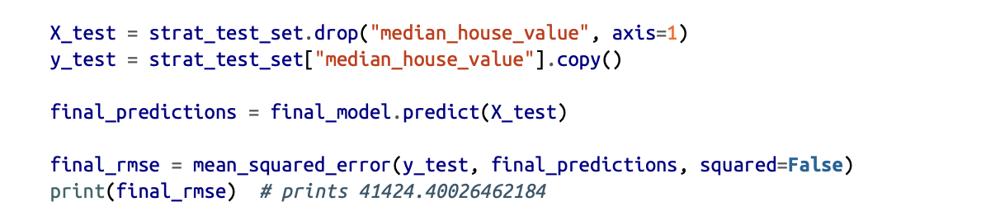 X_test = strat_test_set.drop("median_house_value", axis=1)
y_test = strat_test_set["median_house_value"].copy()
final_predictions = final_model.predict(X_test)
final_rmse = mean_squared_error(y_test, final_predictions, squared=False)
print(final_rmse)  # prints 41424.40026462184